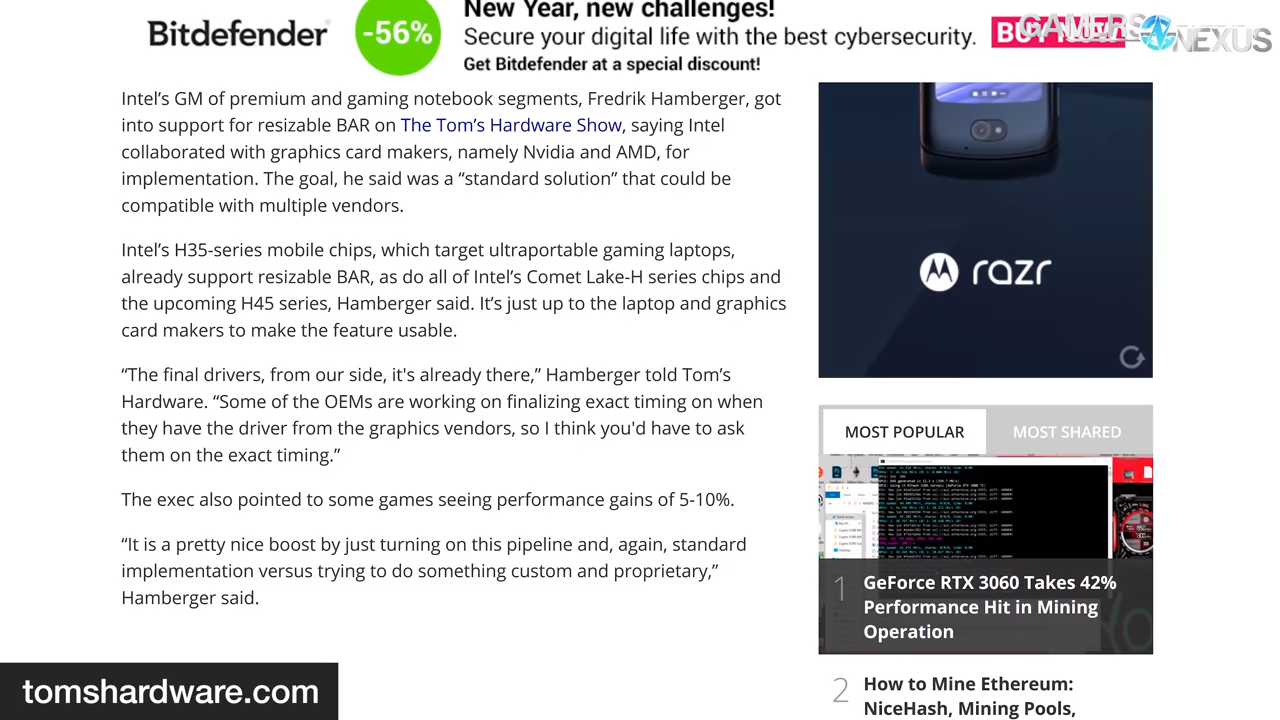 Bitdefender
-56%
New Year, new challenges!
Secure your digital life with the best cybersecurity.
Get Bitdefender at a special discount!
GAMERS
NEXUS
Intel’s GM of premium and gaming notebook segments, Fredrik Hamberger, got
into support for resizable BAR on The Tom’s Hardware Show, saying Intel
collaborated with graphics card makers, namely Nvidia and AMD, for
implementation. The goal, he said was a “standard solution” that could be
compatible with multiple vendors.
Intel’s H35-series mobile chips, which target ultraportable gaming laptops,
already support resizable BAR, as do all of Intel’s Comet Lake-H series chips and
the upcoming H45 series, Hamberger said. It’s just up to the laptop and graphics
card makers to make the feature usable.
“The final drivers, from our side, it's already there,” Hamberger told Tom’s
Hardware. “Some of the OEMs are working on finalizing exact timing on when
they have the driver from the graphics vendors, so I think you'd have to ask
them on the exact timing.”
The exec also pointed to some games seeing performance gains of 5-10%.
“It is a pretty nice boost by just turning on this pipeline and, again, standard
implementation versus trying to do something custom and proprietary,”
Hamberger said.
razr
MOST POPULAR
MOST SHARED
1
GeForce RTX 3060 Takes 42%
Performance Hit in Mining
Operation
2
How to Mine Ethereum:
NiceHash, Mining Pools,
tomshardware.com